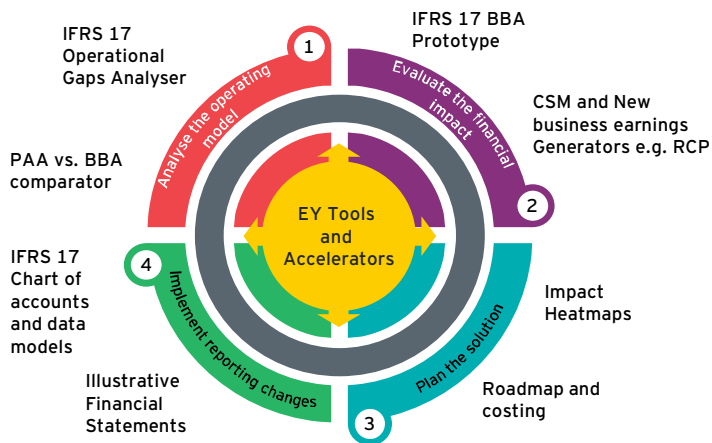 IFRS 17
Operational
Gaps Analyser
1
Analyse the operating
model
PAA vs. BBA
comparator
IFRS 17 BBA
Prototype
Evaluate the financial
impact
CSM and New
business earnings
Generators e.g. RCP
2
EY Tools
and
Accelerators
Impact
Heatmaps
Plan the solution
Roadmap and
costing
3
4
IFRS 17
Chart of
accounts
and data
models
Implement reporting changes
Illustrative
Financial
Statements